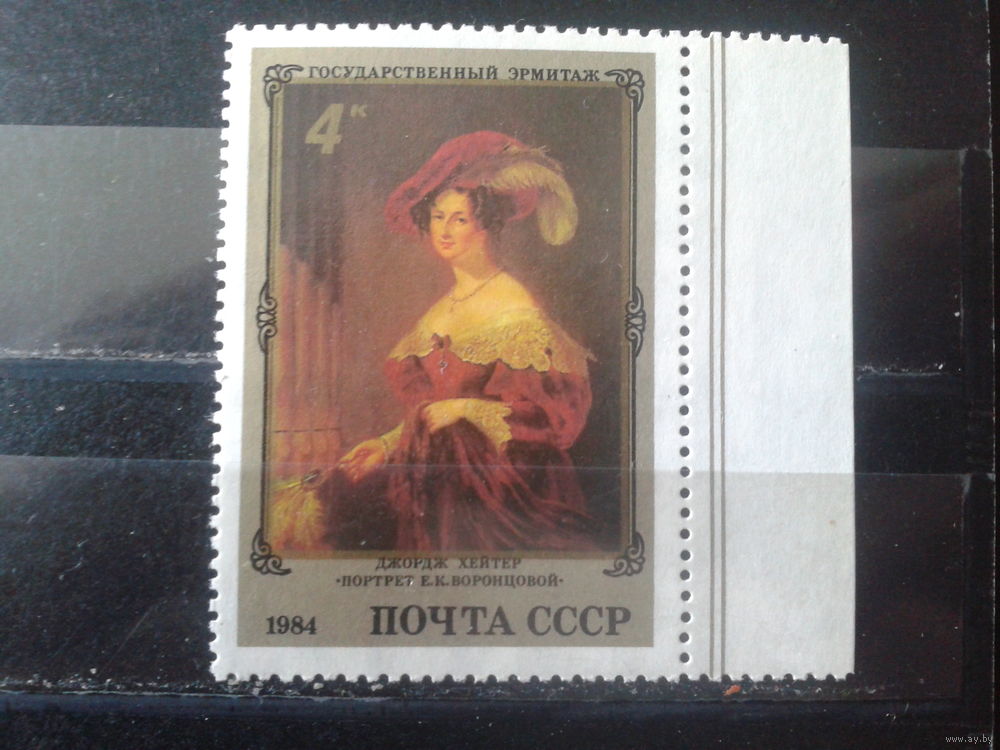 ГОСУДАРСТВЕННЫЙ ЭРМИТАЖ
4к
ДЖОРДЖ ХЕЙТЕР
•ПОРТРЕТ Е.К.ВОРОНЦОВОЙ•
1984 ПОЧТА СССР
www.ay.by